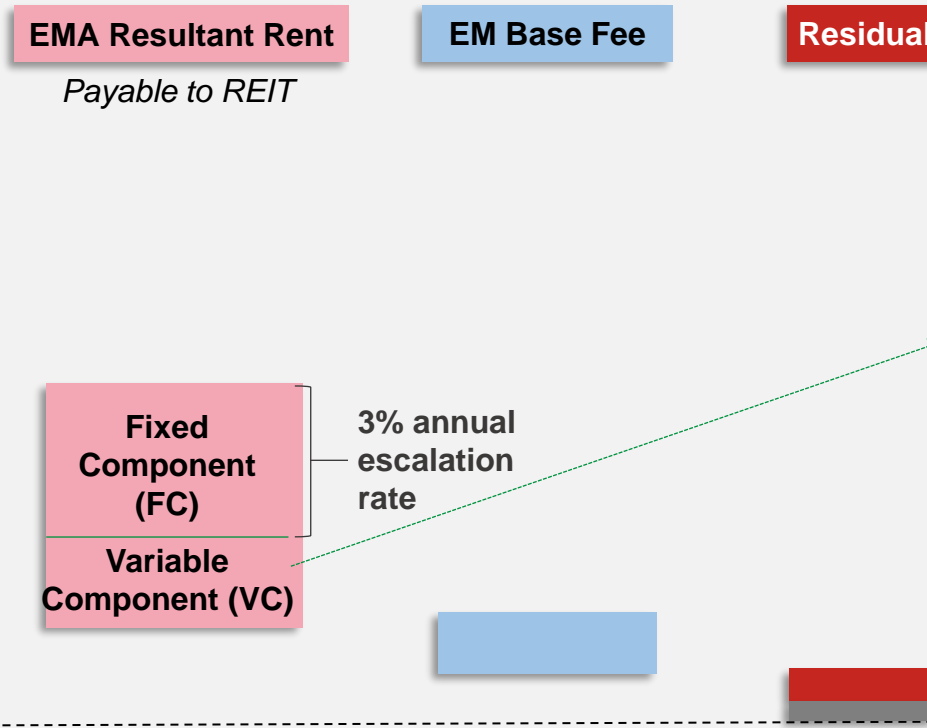 EMA Resultant Rent
EM Base Fee
Residual
Payable to REIT
Fixed
Component
(FC)
3% annual
escalation
rate
Variable
Component (VC)